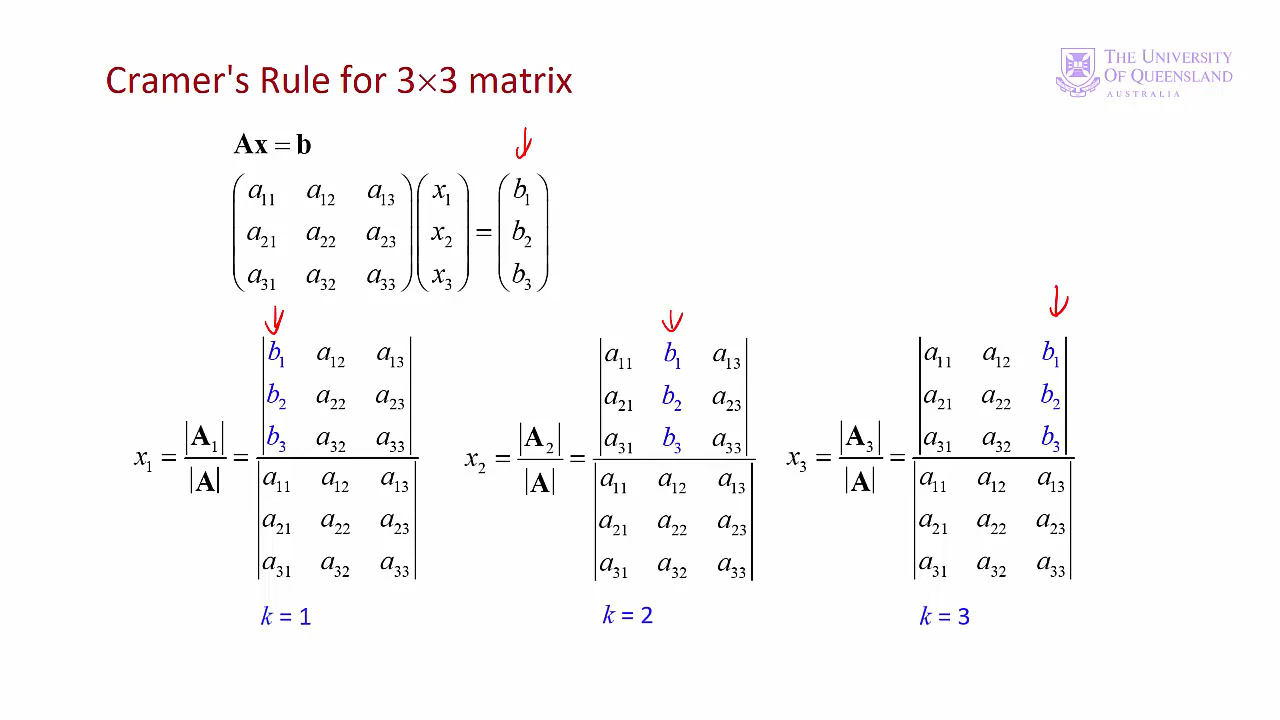 Cramer's Rule for 3×3 matrix
THE UNIVERSITY
OF QUEENSLAND
AUSTRALIA
Ax = b
a11 a12 a13 x1 b1
a21 a22 a23 x2 = b2
a31 a32 a33 x3 b3
b1 a12 a13
b2 a22 a23
b3 a32 a33
x1 = |A1| / |A| =
a11 a12 a13
a21 a22 a23
a31 a32 a33
k = 1
a11 b1 a13
a21 b2 a23
a31 b3 a33
x2 = |A2| / |A| =
a11 a12 a13
a21 a22 a23
a31 a32 a33
k = 2
a11 a12 b1
a21 a22 b2
a31 a32 b3
x3 = |A3| / |A| =
a11 a12 a13
a21 a22 a23
a31 a32 a33
k = 3